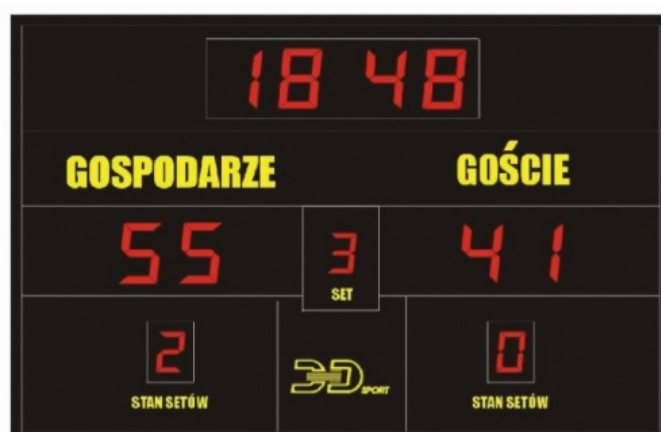 18 48
GOSPODARZE GOŚCIE
55 3 41
SET
2 0
3D SPORT
STAN SETÓW STAN SETÓW